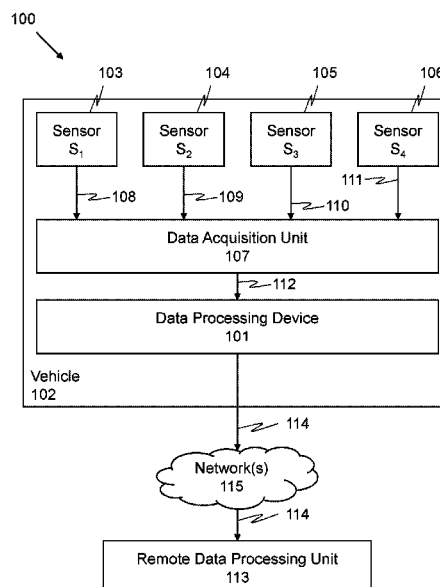 100
103
104
105
106
Sensor
S1
Sensor
S2
Sensor
S3
Sensor
S4
108
109
110
111
Data Acquisition Unit
107
112
Data Processing Device
101
Vehicle
102
114
Network(s)
115
114
Remote Data Processing Unit
113